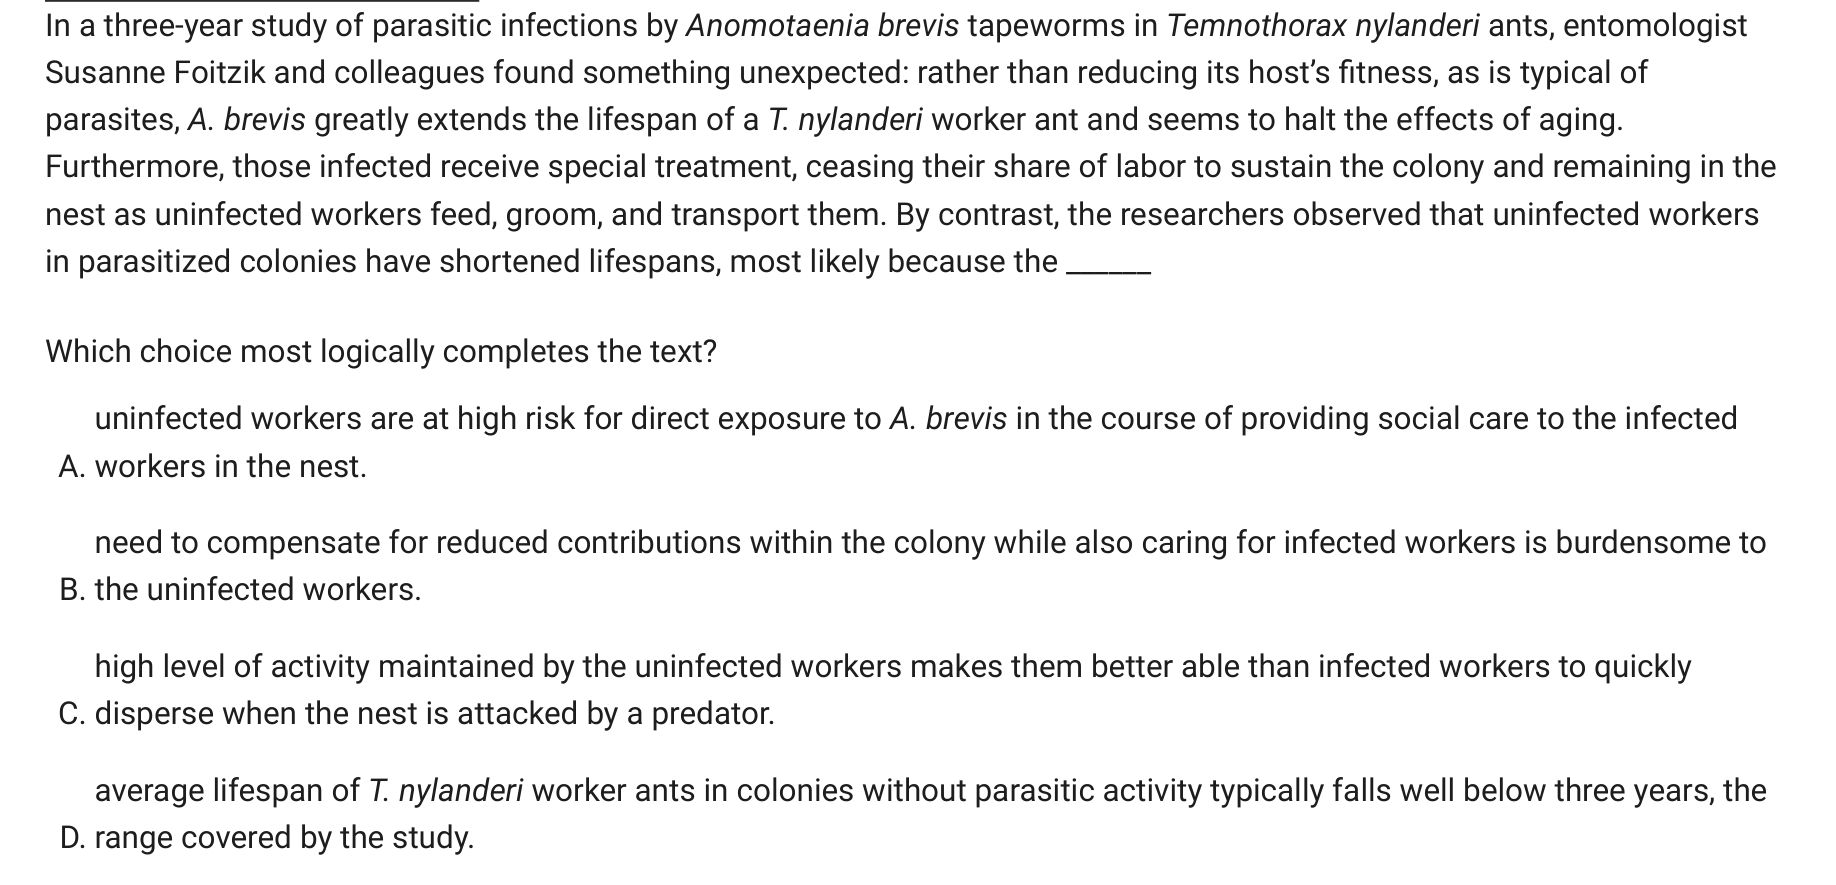 In a three-year study of parasitic infections by Anomotaenia brevis tapeworms in Temnothorax nylanderi ants, entomologist
Susanne Foitzik and colleagues found something unexpected: rather than reducing its host's fitness, as is typical of
parasites, A. brevis greatly extends the lifespan of a T. nylanderi worker ant and seems to halt the effects of aging.
Furthermore, those infected receive special treatment, ceasing their share of labor to sustain the colony and remaining in the
nest as uninfected workers feed, groom, and transport them. By contrast, the researchers observed that uninfected workers
in parasitized colonies have shortened lifespans, most likely because the ______
Which choice most logically completes the text?
uninfected workers are at high risk for direct exposure to A. brevis in the course of providing social care to the infected
A. workers in the nest.
need to compensate for reduced contributions within the colony while also caring for infected workers is burdensome to
B. the uninfected workers.
high level of activity maintained by the uninfected workers makes them better able than infected workers to quickly
C. disperse when the nest is attacked by a predator.
average lifespan of T. nylanderi worker ants in colonies without parasitic activity typically falls well below three years, the
D. range covered by the study.